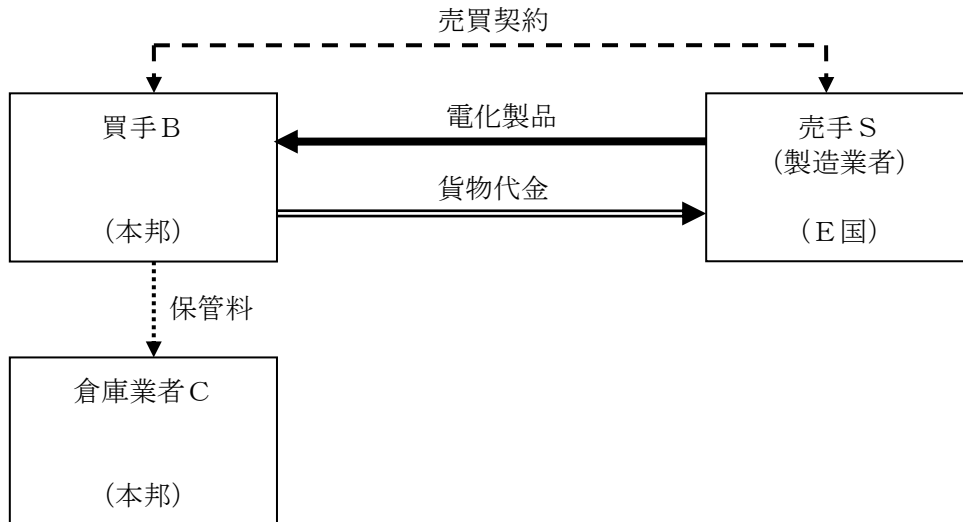 売買契約
買手Ｂ
（本邦）
電化製品
貨物代金
売手Ｓ
（製造業者）
（Ｅ国）
保管料
倉庫業者Ｃ
（本邦）